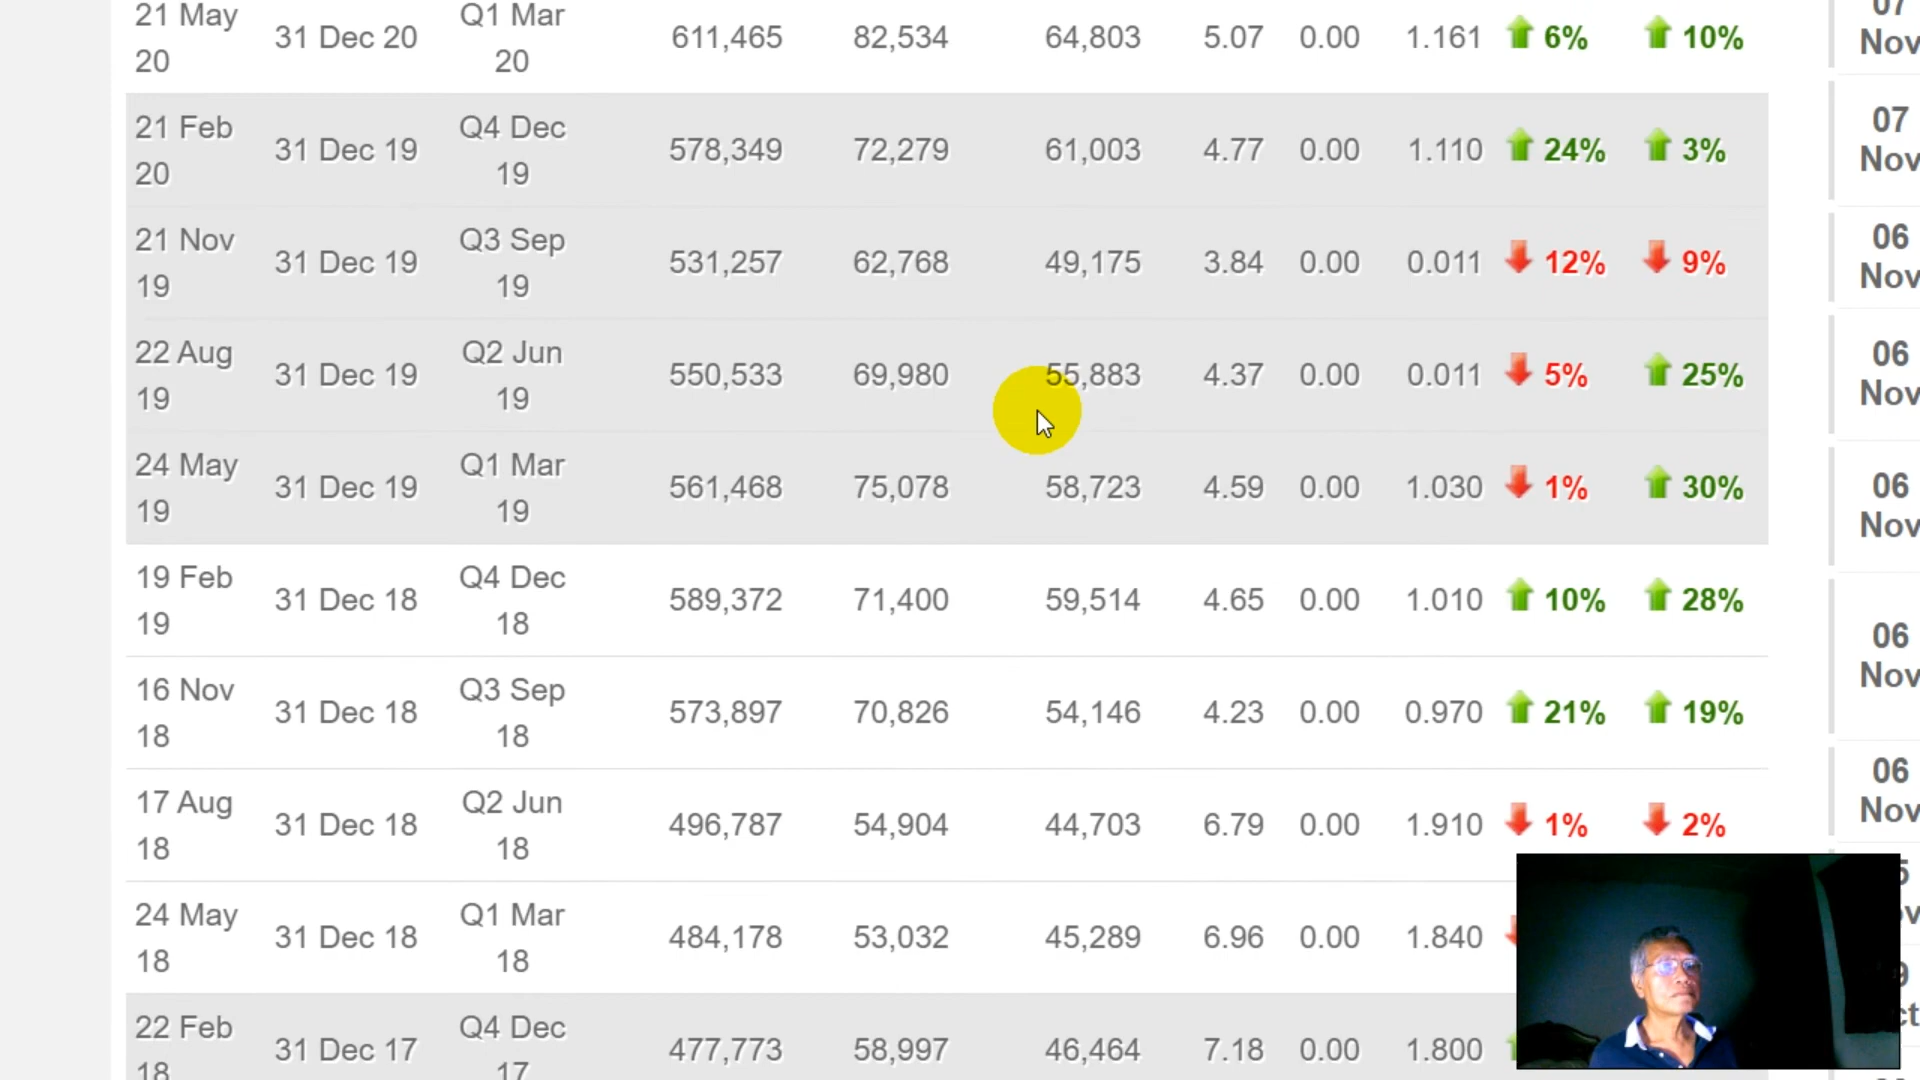 21 May
20
31 Dec 20
Q1 Mar
20
611,465
82,534
64,803
5.07
0.00
1.161
6%
10%
21 Feb
20
31 Dec 19
Q4 Dec
19
578,349
72,279
61,003
4.77
0.00
1.110
24%
3%
21 Nov
19
31 Dec 19
Q3 Sep
19
531,257
62,768
49,175
3.84
0.00
0.011
12%
9%
22 Aug
19
31 Dec 19
Q2 Jun
19
550,533
69,980
55,883
4.37
0.00
0.011
5%
25%
24 May
19
31 Dec 19
Q1 Mar
19
561,468
75,078
58,723
4.59
0.00
1.030
1%
30%
19 Feb
19
31 Dec 18
Q4 Dec
18
589,372
71,400
59,514
4.65
0.00
1.010
10%
28%
16 Nov
18
31 Dec 18
Q3 Sep
18
573,897
70,826
54,146
4.23
0.00
0.970
21%
19%
17 Aug
18
31 Dec 18
Q2 Jun
18
496,787
54,904
44,703
6.79
0.00
1.910
1%
2%
24 May
18
31 Dec 18
Q1 Mar
18
484,178
53,032
45,289
6.96
0.00
1.840
22 Feb
18
31 Dec 17
Q4 Dec
17
477,773
58,997
46,464
7.18
0.00
1.800
07
Nov
07
Nov
06
Nov
06
Nov
06
Nov
06
Nov
06
Nov